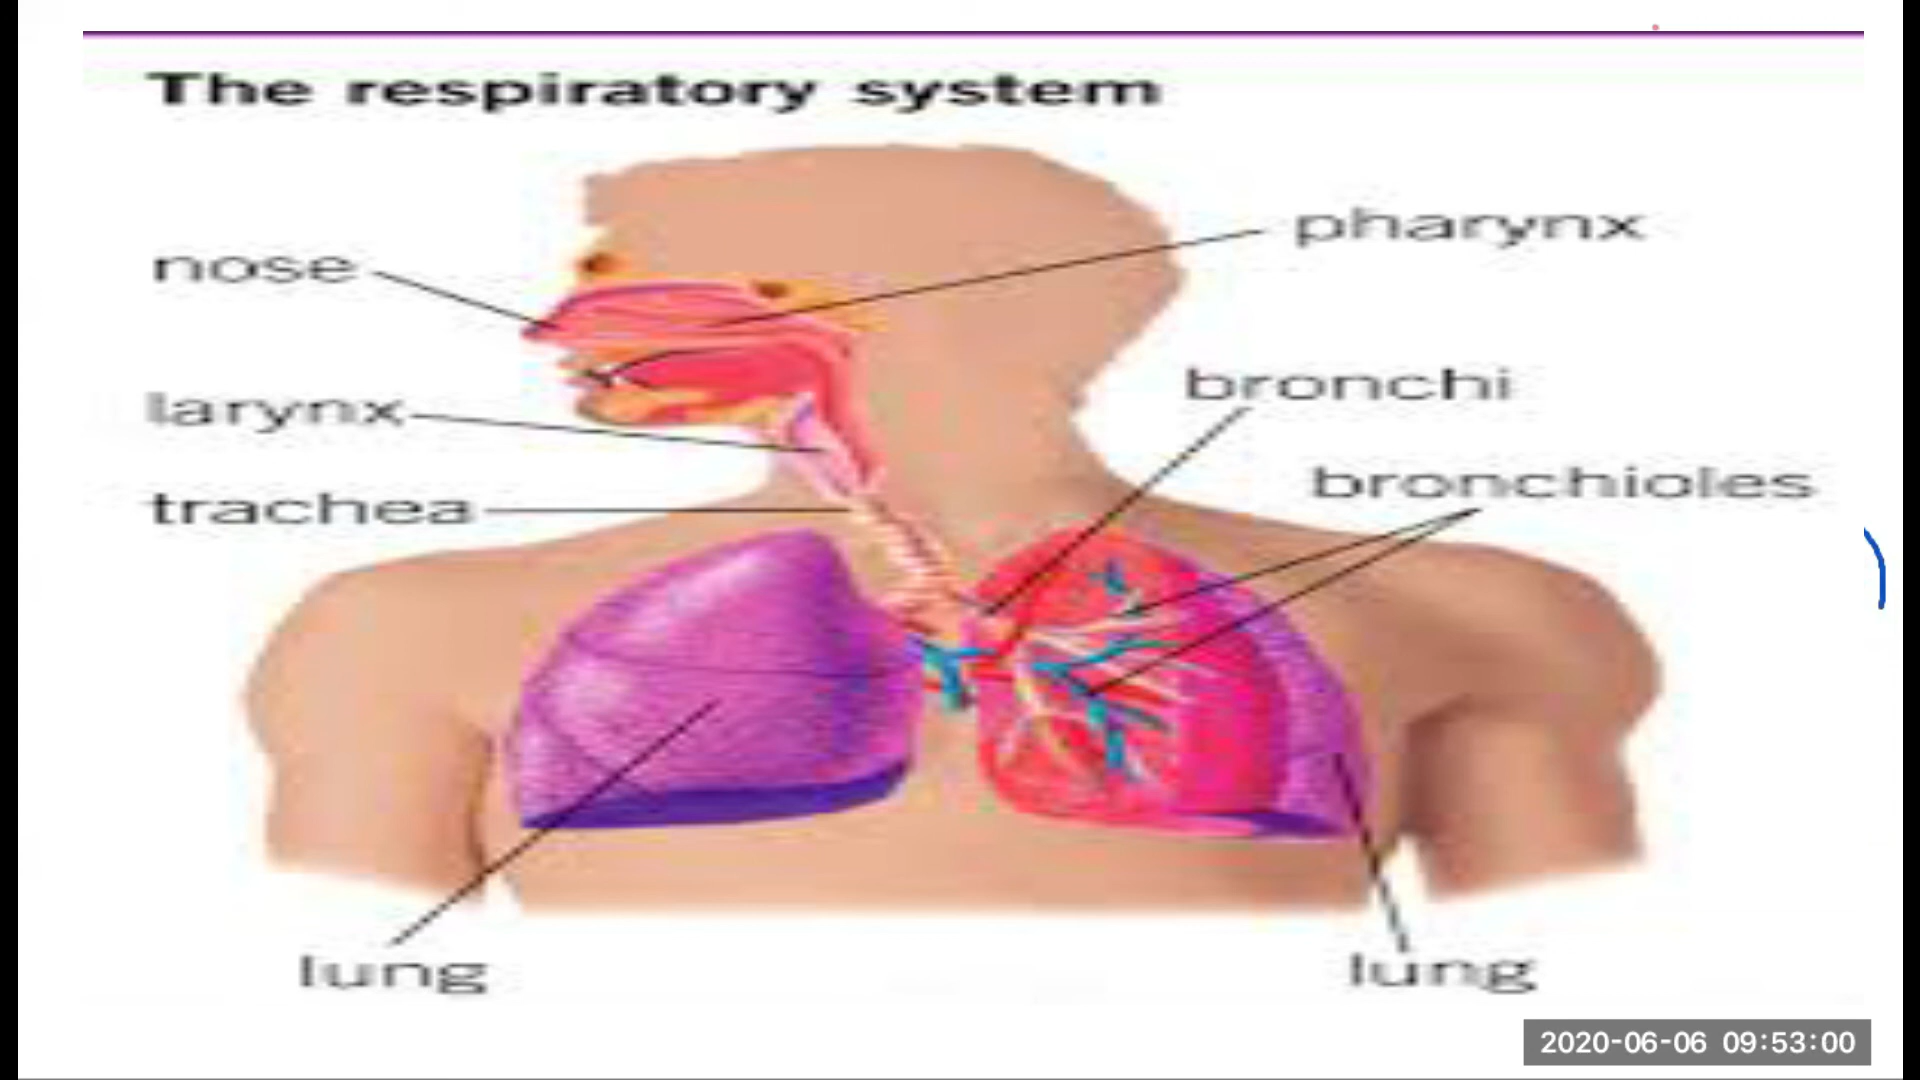 The respiratory system
pharynx
nose
bronchi
larynx
bronchioles
trachea
lung
lung
2020-06-06 09:53:00